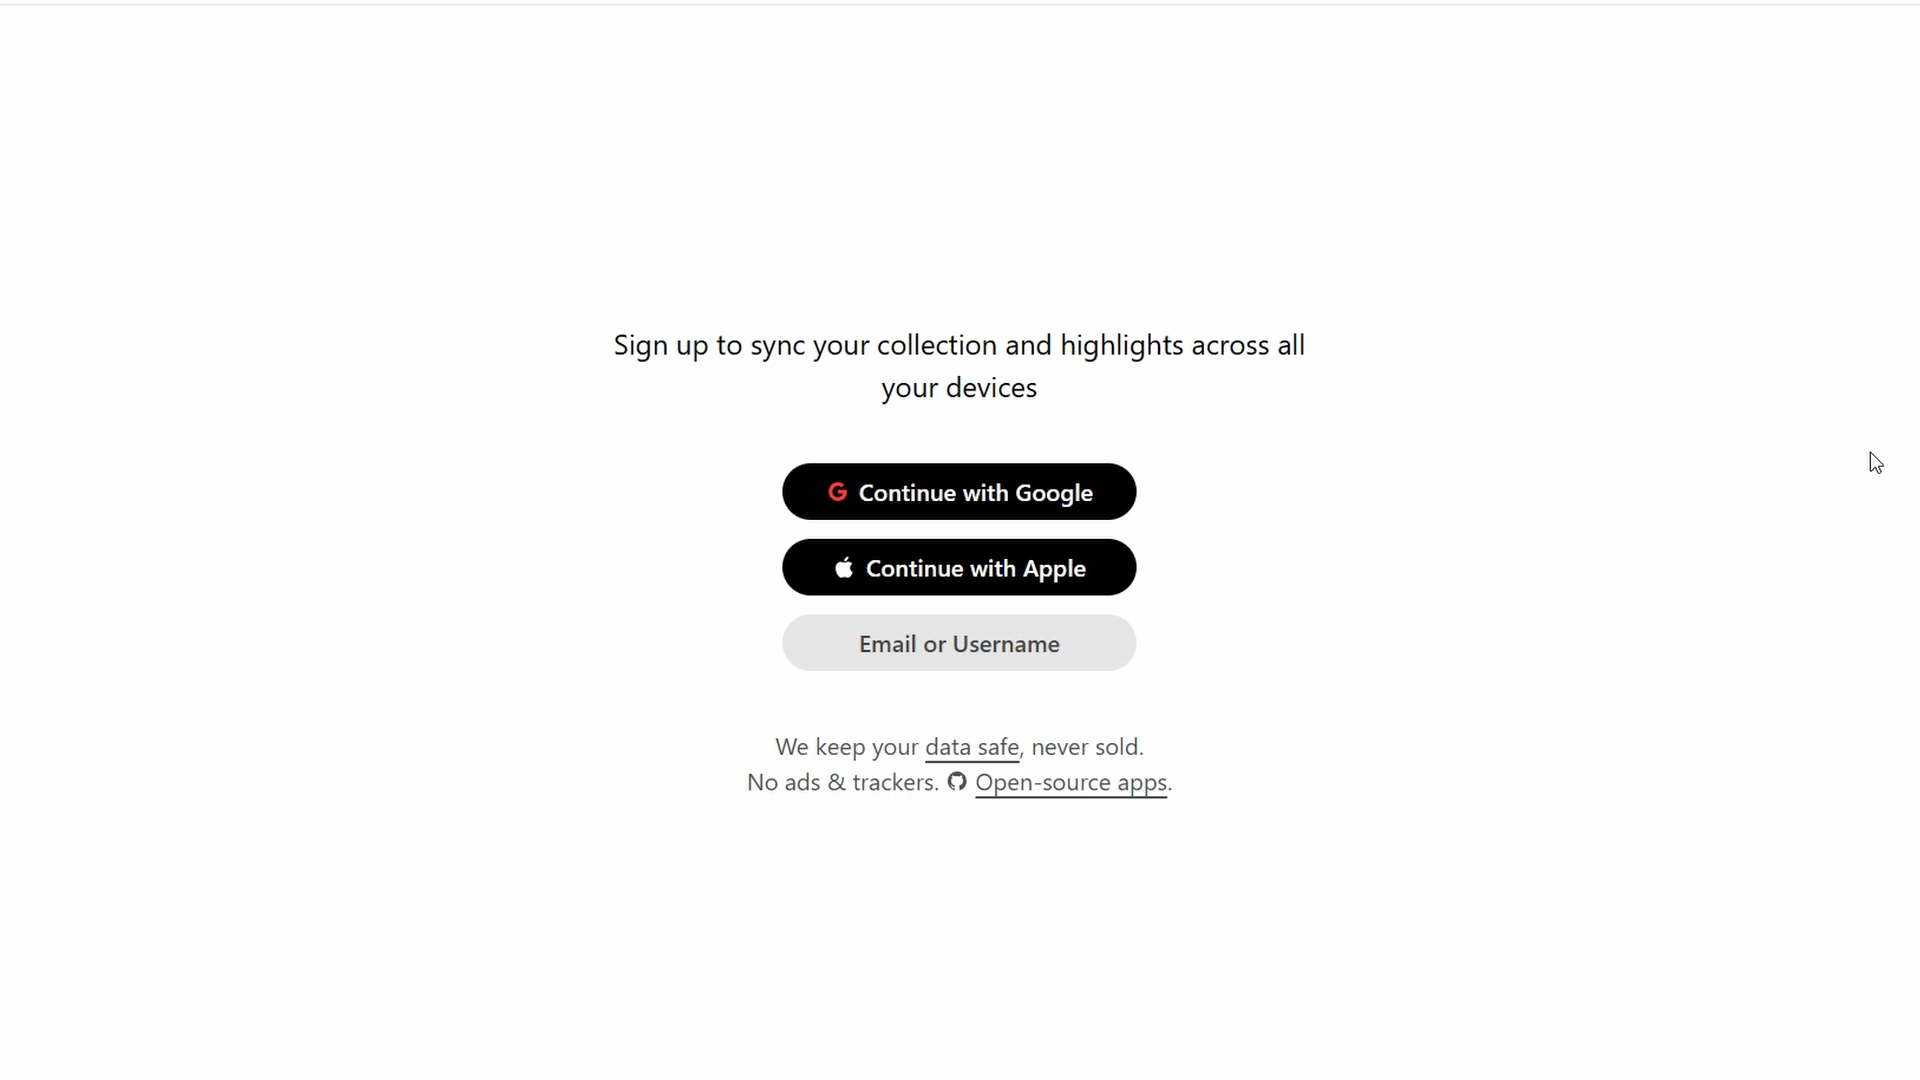 Sign up to sync your collection and highlights across all
your devices
Continue with Google
Continue with Apple
Email or Username
We keep your data safe, never sold.
No ads & trackers. Open-source apps.